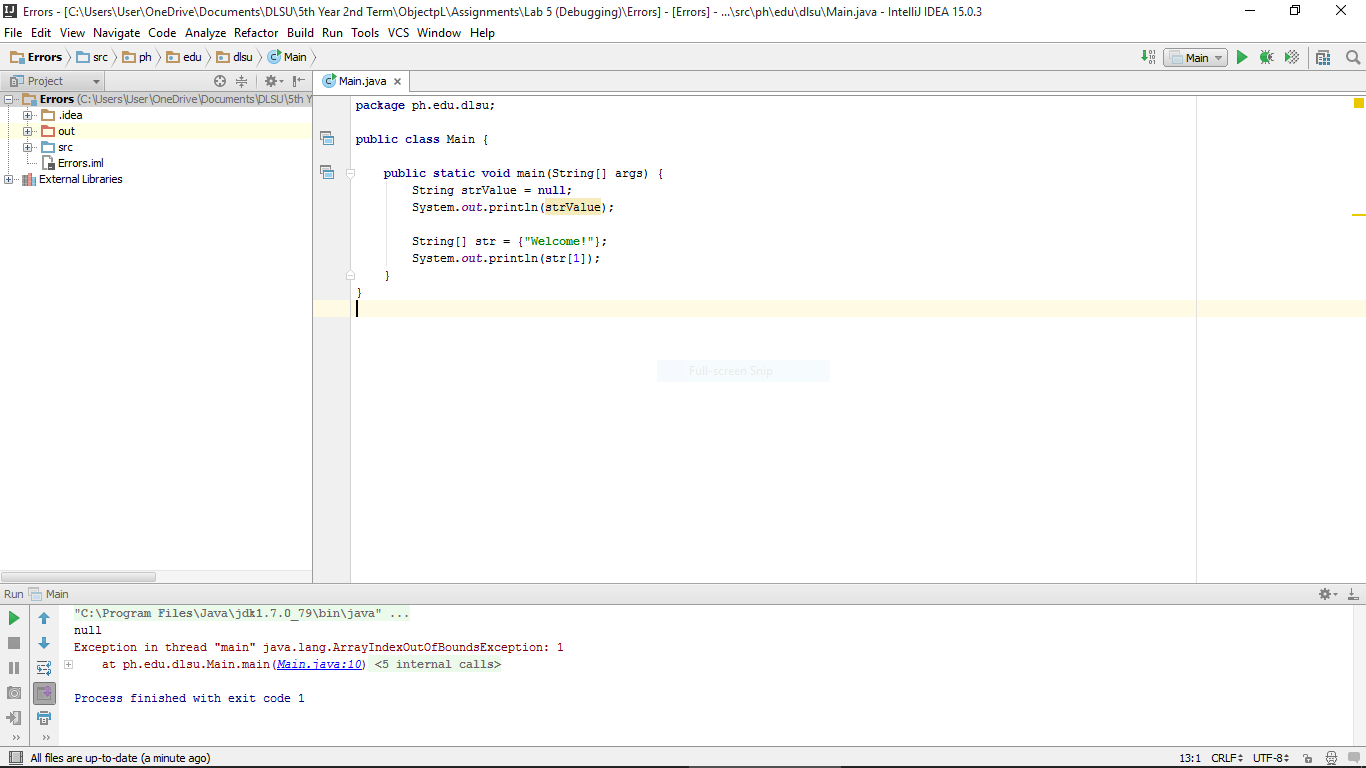 Errors - [C:\Users\User\OneDrive\Documents\DLSU\5th Year 2nd Term\ObjectpL\Assignments\Lab 5 (Debugging)\Errors] - [Errors] - ...\src\ph\edu\dlsu\Main.java - IntelliJ IDEA 15.0.3
File Edit View Navigate Code Analyze Refactor Build Run Tools VCS Window Help
Errors src ph edu dlsu Main
Main
Project
Main.java
Errors (C:\Users\User\OneDrive\Documents\DLSU\5th Y
.idea
out
src
Errors.iml
External Libraries
package ph.edu.dlsu;
public class Main {
public static void main(String[] args) {
String strValue = null;
System.out.println(strValue);
String[] str = {"Welcome!"};
System.out.println(str[1]);
}
}
Full-screen Snip
Run Main
"C:\Program Files\Java\jdk1.7.0_79\bin\java" ...
null
Exception in thread "main" java.lang.ArrayIndexOutOfBoundsException: 1
at ph.edu.dlsu.Main.main(Main.java:10) <5 internal calls>
Process finished with exit code 1
All files are up-to-date (a minute ago)
13:1 CRLF UTF-8